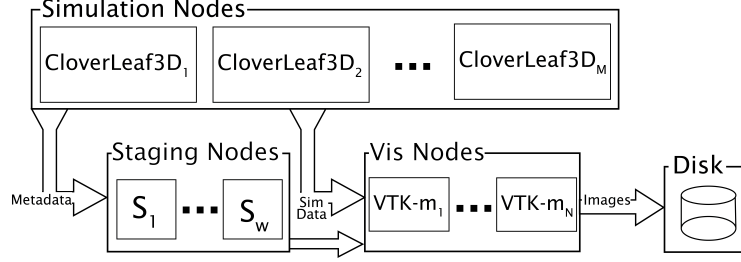 Simulation Nodes
CloverLeaf3D1 CloverLeaf3D2 ... CloverLeaf3DM
Staging Nodes Vis Nodes Disk
Metadata S1 ... Sw Sim Data VTK-m1 ... VTK-mN Images